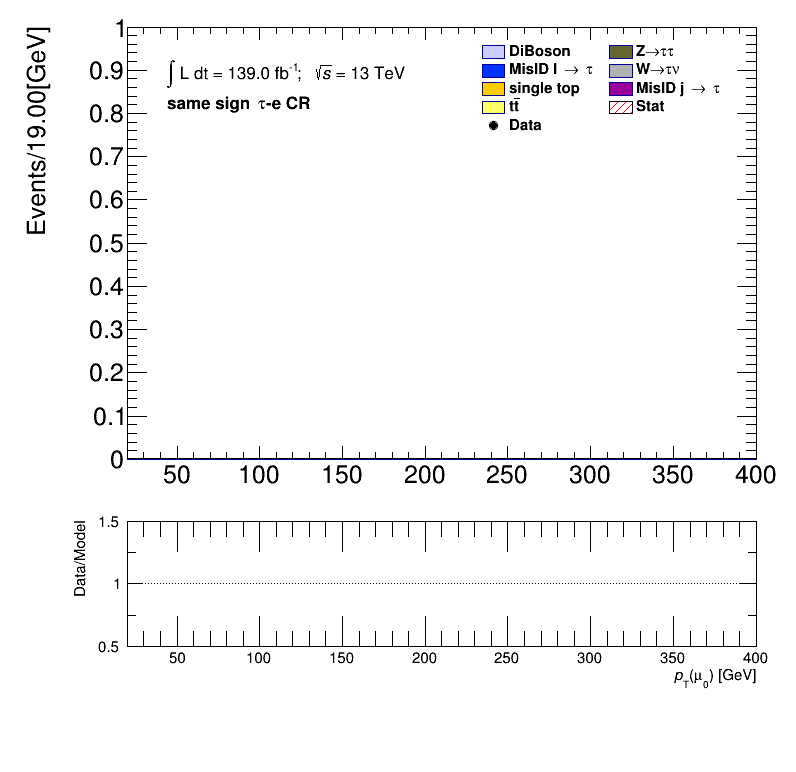 Events/19.00[GeV]
1
0.9
0.8
0.7
0.6
0.5
0.4
0.3
0.2
0.1
0
∫ L dt = 139.0 fb⁻¹; √s = 13 TeV
same sign τ-e CR
DiBoson
MisID l → τ
single top
tt̄
Data
Z→ττ
W→τν
MisID j → τ
Stat
50 100 150 200 250 300 350 400
Data/Model
1.5
1
0.5
50 100 150 200 250 300 350 400
p_T(μ_0) [GeV]